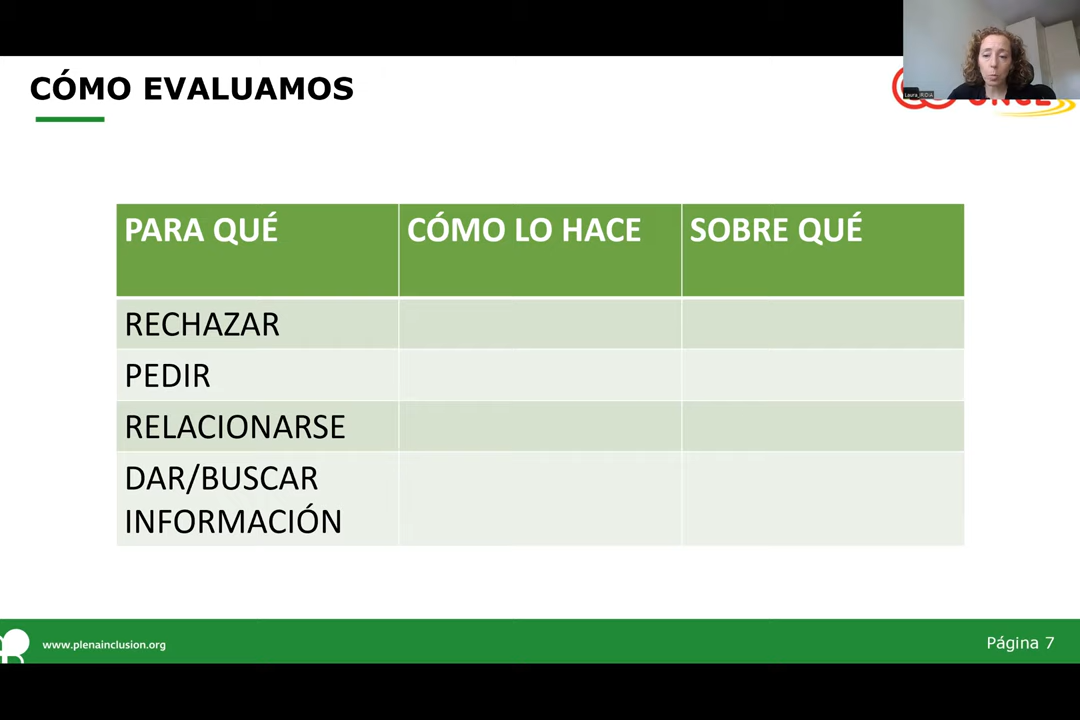 CÓMO EVALUAMOS
PARA QUÉ
CÓMO LO HACE
SOBRE QUÉ
RECHAZAR
PEDIR
RELACIONARSE
DAR/BUSCAR
INFORMACIÓN
www.plenainclusion.org
Página 7